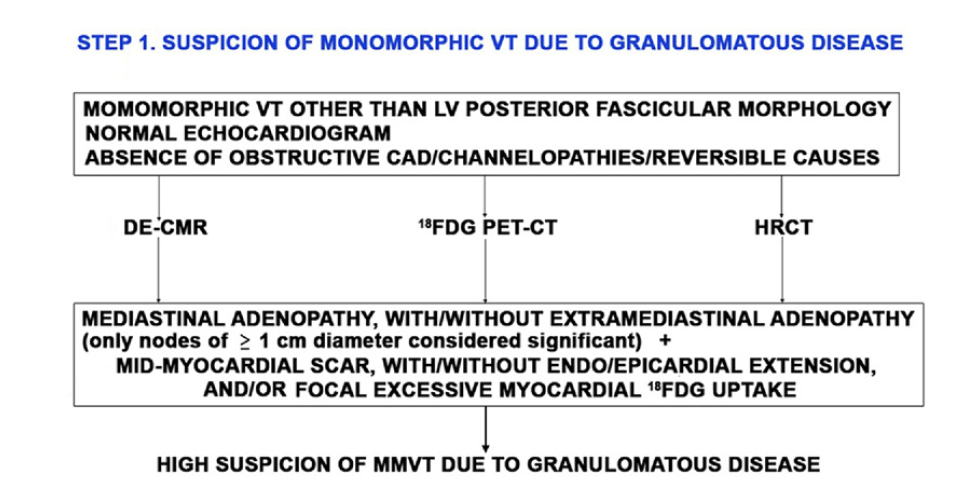 STEP 1. SUSPICION OF MONOMORPHIC VT DUE TO GRANULOMATOUS DISEASE
MOMOMORPHIC VT OTHER THAN LV POSTERIOR FASCICULAR MORPHOLOGY
NORMAL ECHOCARDIOGRAM
ABSENCE OF OBSTRUCTIVE CAD/CHANNELOPATHIES/REVERSIBLE CAUSES
DE-CMR
¹⁸FDG PET-CT
HRCT
MEDIASTINAL ADENOPATHY, WITH/WITHOUT EXTRAMEDIASTINAL ADENOPATHY
(only nodes of ≥ 1 cm diameter considered significant) +
MID-MYOCARDIAL SCAR, WITH/WITHOUT ENDO/EPICARDIAL EXTENSION,
AND/OR FOCAL EXCESSIVE MYOCARDIAL ¹⁸FDG UPTAKE
HIGH SUSPICION OF MMVT DUE TO GRANULOMATOUS DISEASE